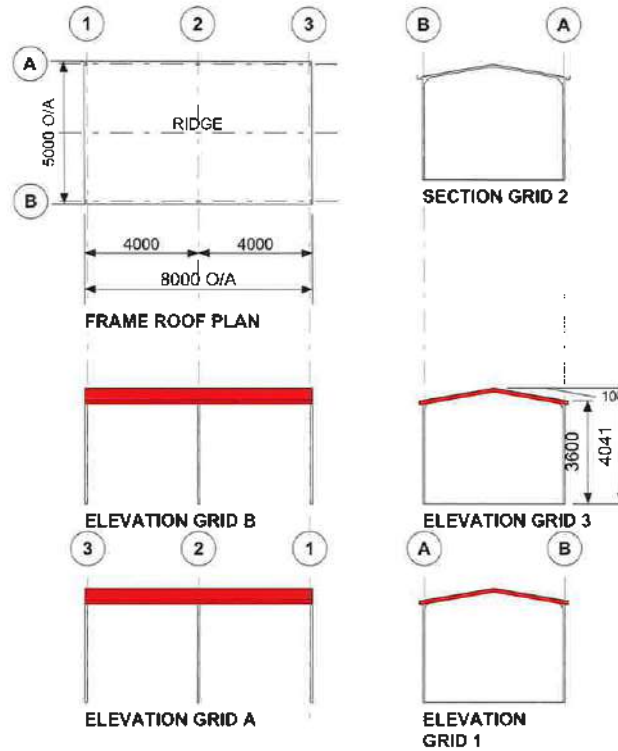 1 2 3
A
5000 O/A
RIDGE
B
4000 4000
8000 O/A
FRAME ROOF PLAN
B A
SECTION GRID 2
ELEVATION GRID B
3600
4041
ELEVATION GRID 3
3 2 1
ELEVATION GRID A
A B
ELEVATION
GRID 1